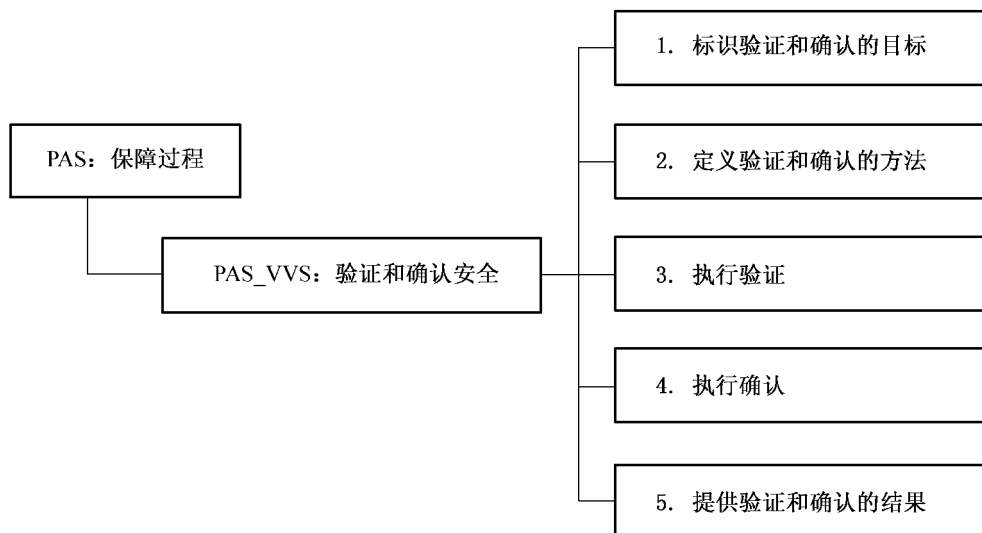 1. 标识验证和确认的目标
PAS：保障过程
2. 定义验证和确认的方法
PAS_VVS：验证和确认安全
3. 执行验证
4. 执行确认
5. 提供验证和确认的结果